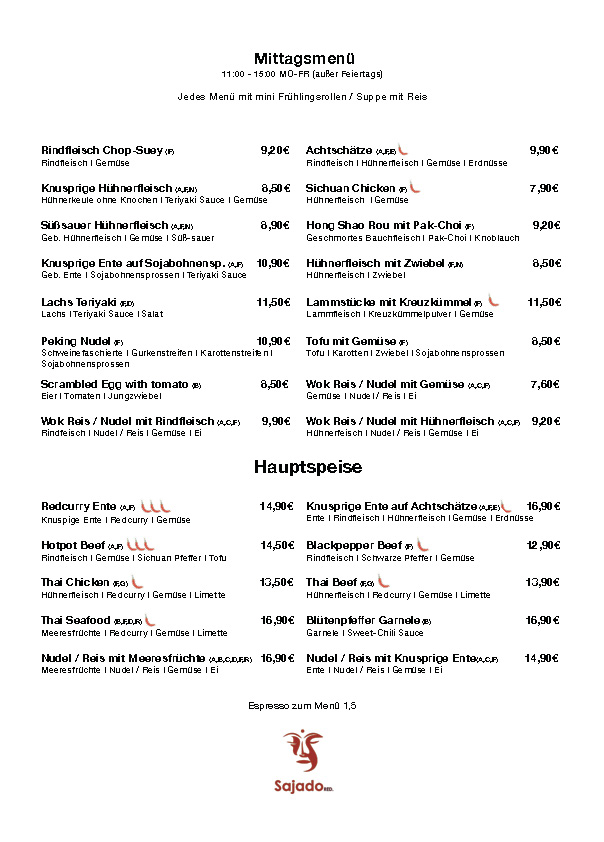 Mittagsmenü
11:00 - 15:00 MO-FR (außer Feiertags)
Jedes Menü mit mini Frühlingsrollen / Suppe mit Reis
Rindfleisch Chop-Suey (F) 9,20€
Rindfleisch I Gemüse
Knusprige Hühnerfleisch (A,F,N) 8,50€
Hühnerkeule ohne Knochen I Teriyaki Sauce I Gemüse
Süßsauer Hühnerfleisch (A,F,N) 8,90€
Geb. Hühnerfleisch I Gemüse I Süß-sauer
Knusprige Ente auf Sojabohnensp. (A,F) 10,90€
Geb. Ente I Sojabohnensprossen I Teriyaki Sauce
Lachs Teriyaki (F,D) 11,50€
Lachs I Teriyaki Sauce I Salat
Peking Nudel (F) 10,90€
Schweinefaschierte I Gurkenstreifen I Karottenstreifen I
Sojabohnensprossen
Scrambled Egg with tomato (B) 8,50€
Eier I Tomaten I Jungzwiebel
Wok Reis / Nudel mit Rindfleisch (A,C,F) 9,90€
Rindfeisch I Nudel / Reis I Gemüse I Ei
Achtschätze (A,F,E) 9,90€
Rindfleisch I Hühnerfleisch I Gemüse I Erdnüsse
Sichuan Chicken (F) 7,90€
Hühnerfleisch I Gemüse
Hong Shao Rou mit Pak-Choi (F) 9,20€
Geschmortes Bauchfleisch I Pak-Choi I Knoblauch
Hühnerfleisch mit Zwiebel (F,N) 8,50€
Hühnerfleisch I Zwiebel
Lammstücke mit Kreuzkümmel (F) 11,50€
Lammfleisch I Kreuzkümmelpulver I Gemüse
Tofu mit Gemüse (F) 8,50€
Tofu I Karotten I Zwiebel I Sojabohnensprossen
Wok Reis / Nudel mit Gemüse (A,C,F) 7,60€
Gemüse I Nudel / Reis I Ei
Wok Reis / Nudel mit Hühnerfleisch (A,C,F) 9,20€
Hühnerfleisch I Nudel / Reis I Gemüse I Ei
Hauptspeise
Redcurry Ente (A,F) 14,90€
Knuspige Ente I Redcurry I Gemüse
Hotpot Beef (A,F) 14,50€
Rindfleisch I Gemüse I Sichuan Pfeffer I Tofu
Thai Chicken (F,G) 13,50€
Hühnerfleisch I Redcurry I Gemüse I Limette
Thai Seafood (B,F,D,R) 16,90€
Meeresfrüchte I Redcurry I Gemüse I Limette
Nudel / Reis mit Meeresfrüchte (A,B,C,D,F,R) 16,90€
Meeresfrüchte I Nudel / Reis I Gemüse I Ei
Knusprige Ente auf Achtschätze (A,F,E) 16,90€
Ente I Rindfleisch I Hühnerfleisch I Gemüse I Erdnüsse
Blackpepper Beef (F) 12,90€
Rindfleisch I Schwarze Pfeffer I Gemüse
Thai Beef (F,G) 13,90€
Hühnerfleisch I Redcurry I Gemüse I Limette
Blütenpfeffer Garnele (B) 16,90€
Garnele I Sweet-Chili Sauce
Nudel / Reis mit Knusprige Ente(A,C,F) 14,90€
Ente I Nudel / Reis I Gemüse I Ei
Espresso zum Menü 1,5
Sajado RED.